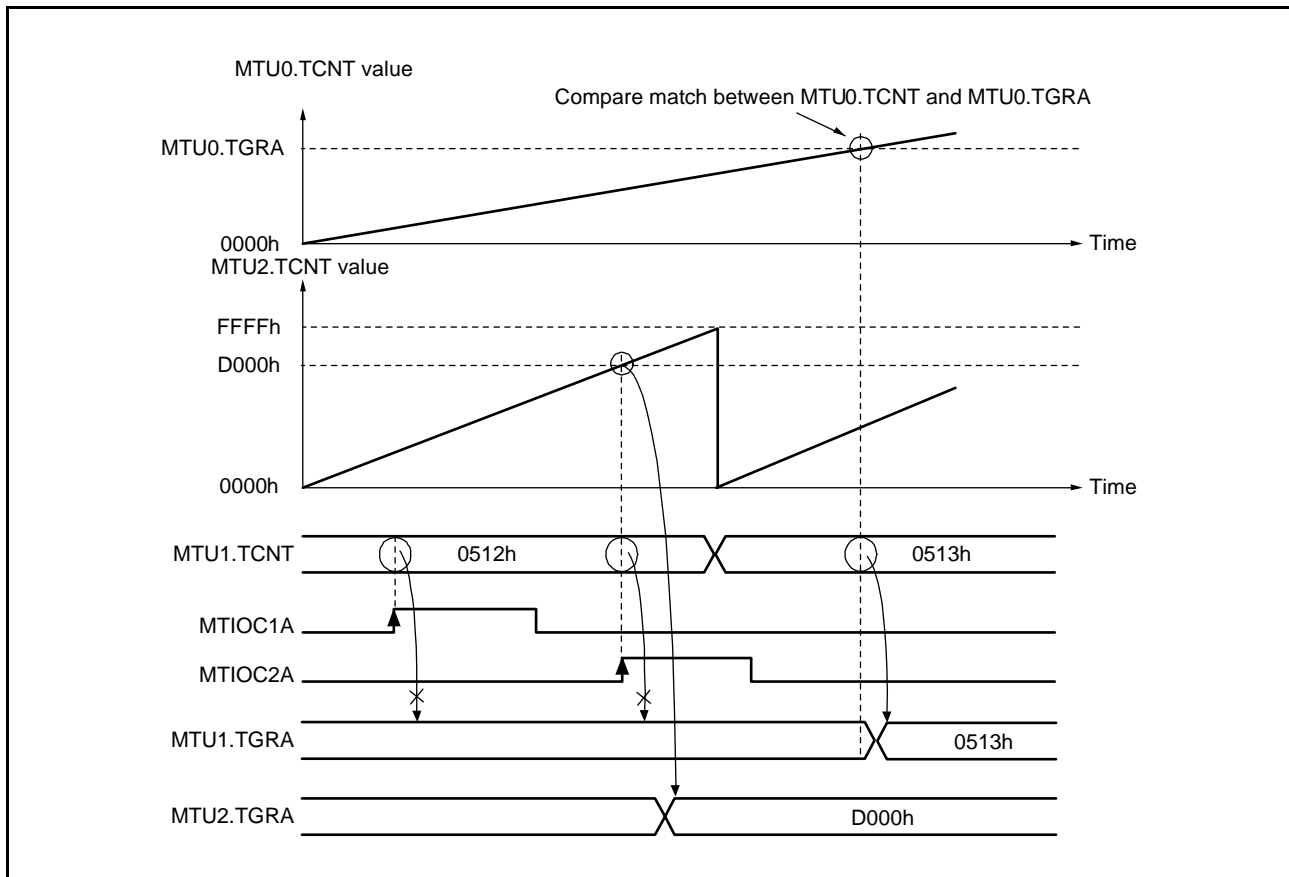 MTU0.TCNT value
Compare match between MTU0.TCNT and MTU0.TGRA
MTU0.TGRA
0000h
Time
MTU2.TCNT value
FFFFh
D000h
0000h
Time
MTU1.TCNT
0512h
0513h
MTIOC1A
MTIOC2A
MTU1.TGRA
0513h
MTU2.TGRA
D000h